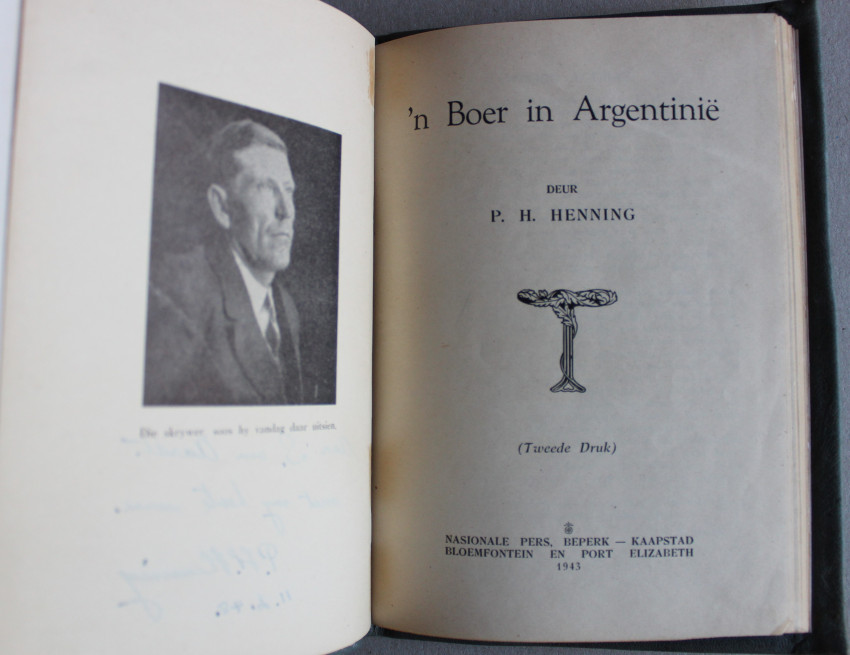 Die skrywer soos hy vandag daar uitsien.
P.H. Henning
'n Boer in Argentinië
DEUR
P. H. HENNING
(Tweede Druk)
NASIONALE PERS, BEPERK — KAAPSTAD
BLOEMFONTEIN EN PORT ELIZABETH
1943